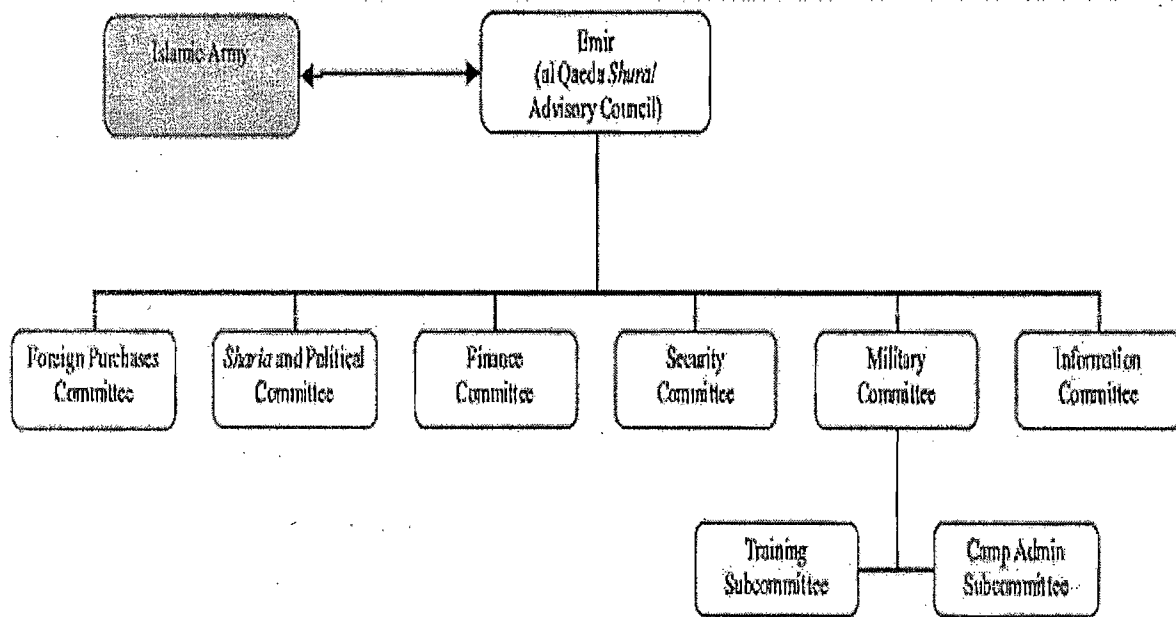 Islamic Army
Emir
(al Qaeda Shura/
Advisory Council)
Foreign Purchases
Committee
Sharia and Political
Committee
Finance
Committee
Security
Committee
Military
Committee
Information
Committee
Training
Subcommittee
Camp Admin
Subcommittee